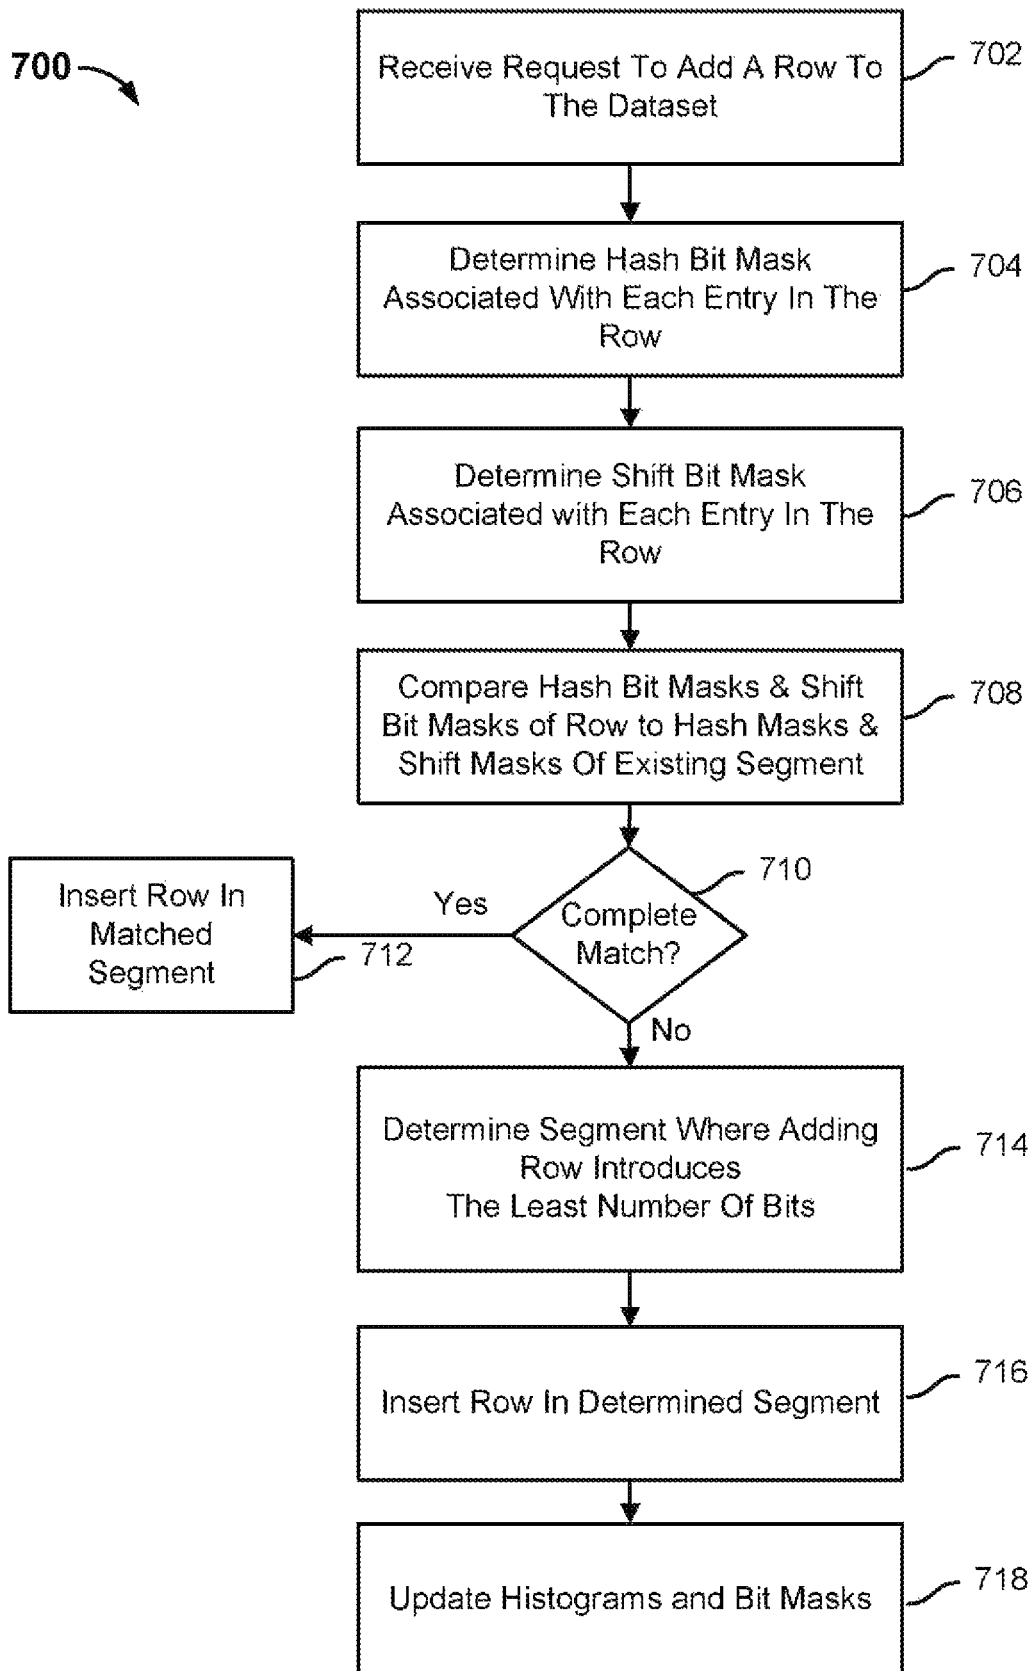 700
Receive Request To Add A Row To
The Dataset
702
Determine Hash Bit Mask
Associated With Each Entry In The
Row
704
Determine Shift Bit Mask
Associated with Each Entry In The
Row
706
Compare Hash Bit Masks & Shift
Bit Masks of Row to Hash Masks &
Shift Masks Of Existing Segment
708
Complete
Match?
710
Yes
Insert Row In
Matched
Segment
712
No
Determine Segment Where Adding
Row Introduces
The Least Number Of Bits
714
Insert Row In Determined Segment
716
Update Histograms and Bit Masks
718